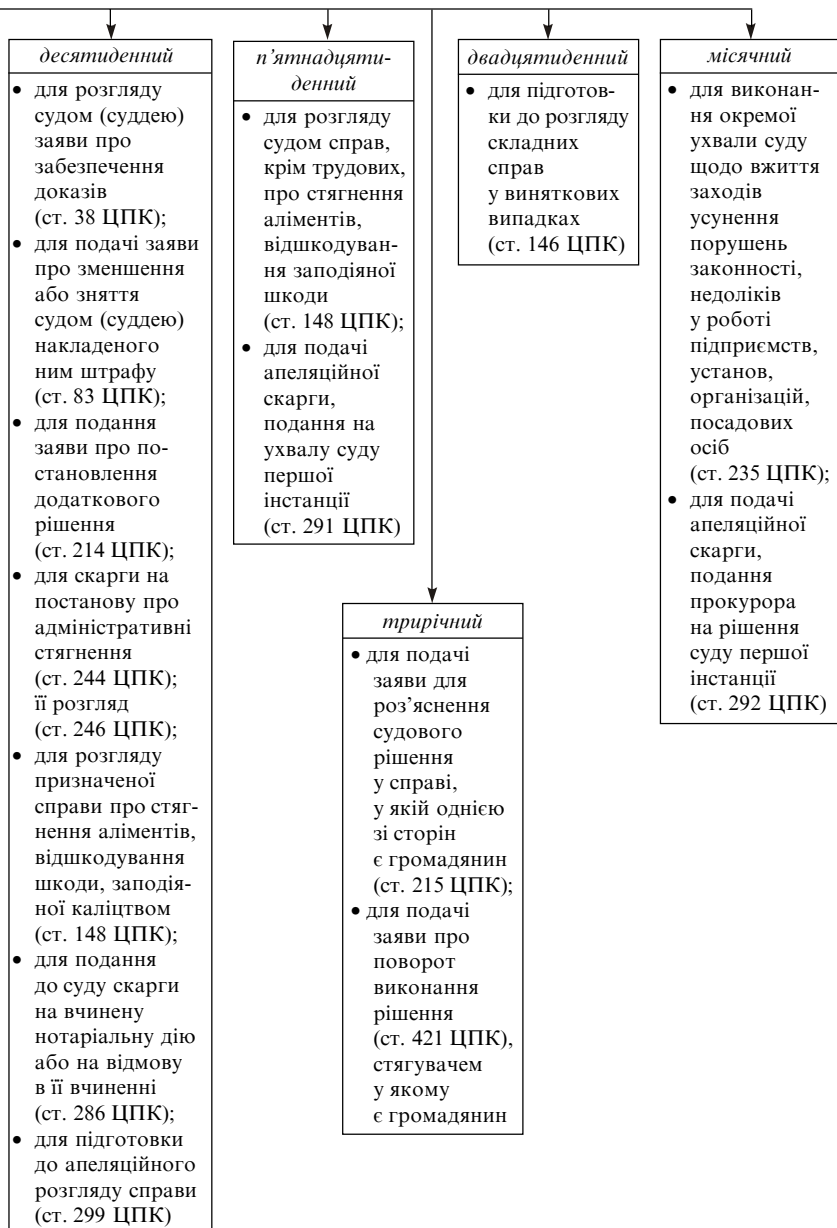 десятиденний
• для розгляду
судом (суддею)
заяви про
забезпечення
доказів
(ст. 38 ЦПК);
• для подачі заяви
про зменшення
або зняття
судом (суддею)
накладеного
ним штрафу
(ст. 83 ЦПК);
• для подання
заяви про по-
становлення
додаткового
рішення
(ст. 214 ЦПК);
• для скарги на
постанову про
адміністративні
стягнення
(ст. 244 ЦПК);
її розгляд
(ст. 246 ЦПК);
• для розгляду
призначеної
справи про стяг-
нення аліментів,
відшкодування
шкоди, заподія-
ної каліцтвом
(ст. 148 ЦПК);
• для подання
до суду скарги
на вчинену
нотаріальну дію
або на відмову
в її вчиненні
(ст. 286 ЦПК);
• для підготовки
до апеляційного
розгляду справи
(ст. 299 ЦПК)
п’ятнадцяти-
денний
• для розгляду
судом справ,
крім трудових,
про стягнення
аліментів,
відшкодуван-
ня заподіяної
шкоди
(ст. 148 ЦПК);
• для подачі
апеляційної
скарги,
подання на
ухвалу суду
першої
інстанції
(ст. 291 ЦПК)
двадцятиденний
• для підготов-
ки до розгляду
складних
справ
у виняткових
випадках
(ст. 146 ЦПК)
місячний
• для виконан-
ня окремої
ухвали суду
щодо вжиття
заходів
усунення
порушень
законності,
недоліків
у роботі
підприємств,
установ,
організацій,
посадових
осіб
(ст. 235 ЦПК);
• для подачі
апеляційної
скарги,
подання
прокурора
на рішення
суду першої
інстанції
(ст. 292 ЦПК)
трирічний
• для подачі
заяви для
роз’яснення
судового
рішення
у справі,
у якій однією
зі сторін
є громадянин
(ст. 215 ЦПК);
• для подачі
заяви про
поворот
виконання
рішення
(ст. 421 ЦПК),
стягувачем
у якому
є громадянин